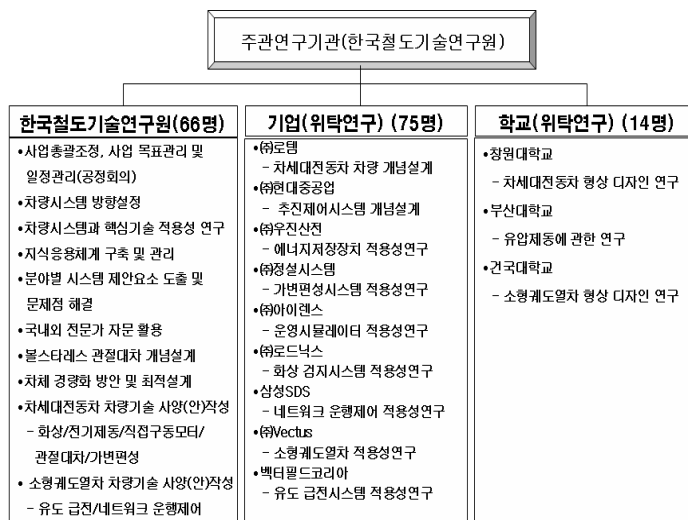 주관연구기관(한국철도기술연구원)
한국철도기술연구원(66명)
•사업총괄조정, 사업 목표관리 및
일정관리(공정회의)
•차량시스템 방향설정
•차량시스템과 핵심기술 적용성 연구
•지식응용체계 구축 및 관리
•분야별 시스템 제안요소 도출 및
문제점 해결
•국내외 전문가 자문 활용
•볼스타레스 관절대차 개념설계
•차체 경량화 방안 및 최적설계
•차세대전동차 차량기술 사양(안)작성
– 화상/전기제동/직접구동모터/
관절대차/가변편성
• 소형궤도열차 차량기술 사양(안)작성
– 유도 급전/네트워크 운행제어
기업(위탁연구) (75명)
•㈜로템
– 차세대전동차 차량 개념설계
•㈜현대중공업
– 추진제어시스템 개념설계
•㈜우진산전
– 에너지저장장치 적용성연구
•㈜정설시스템
– 가변편성시스템 적용성연구
•㈜아이렌스
– 운영시뮬레이터 적용성연구
•㈜로드닉스
– 화상 검지시스템 적용성연구
•삼성SDS
– 네트워크 운행제어 적용성연구
•㈜Vectus
– 소형궤도열차 적용성연구
•벡터필드코리아
– 유도 급전시스템 적용성연구
학교(위탁연구) (14명)
•창원대학교
– 차세대전동차 형상 디자인 연구
•부산대학교
– 유압제동에 관한 연구
•건국대학교
– 소형궤도열차 형상 디자인 연구